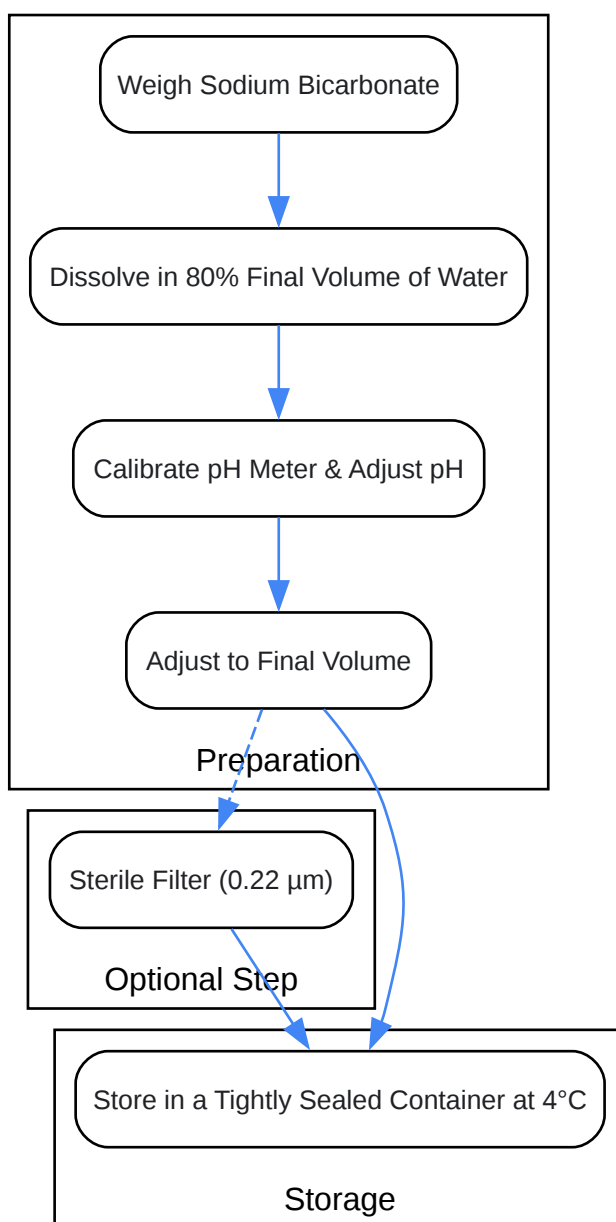 Weigh Sodium Bicarbonate
Dissolve in 80% Final Volume of Water
Calibrate pH Meter & Adjust pH
Adjust to Final Volume
Preparation
Sterile Filter (0.22 µm)
Optional Step
Store in a Tightly Sealed Container at 4°C
Storage